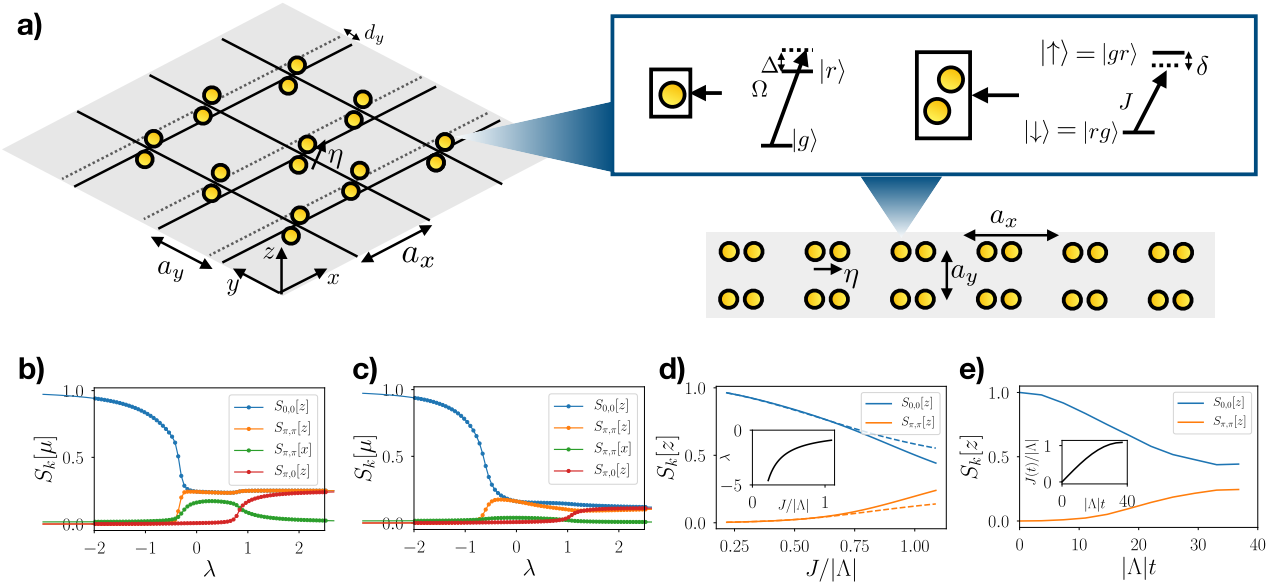 a)
d_y
η
a_y
y
z
x
a_x
Δ
Ω
|r⟩
|g⟩
|↑⟩ = |gr⟩
δ
J
|↓⟩ = |rg⟩
a_x
η
a_y
b)
S_k[μ]
1.0
0.5
0.0
−2 −1 0 1 2
λ
S_{0,0}[z]
S_{π,π}[z]
S_{π,π}[x]
S_{π,0}[z]
c)
S_k[μ]
1.0
0.5
0.0
−2 −1 0 1 2
λ
S_{0,0}[z]
S_{π,π}[z]
S_{π,π}[x]
S_{π,0}[z]
d)
S_k[z]
1.0
0.5
0.0
0.25 0.50 0.75 1.00
J/|Λ|
S_{0,0}[z]
S_{π,π}[z]
0
λ
−5
0 1
J/|Λ|
e)
S_k[z]
1.0
0.5
0.0
0 10 20 30 40
|Λ|t
S_{0,0}[z]
S_{π,π}[z]
J(t)/|Λ|
1
0
0 40
|Λ|t